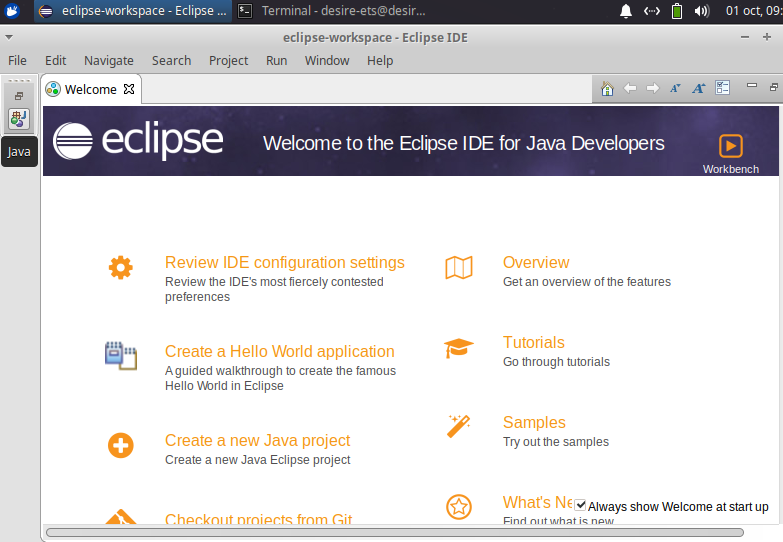 eclipse-workspace - Eclipse ...
Terminal - desire-ets@desir...
01 oct, 09:
eclipse-workspace - Eclipse IDE
File Edit Navigate Search Project Run Window Help
Welcome
Java
eclipse
Welcome to the Eclipse IDE for Java Developers
Workbench
Review IDE configuration settings
Review the IDE's most fiercely contested
preferences
Overview
Get an overview of the features
Create a Hello World application
A guided walkthrough to create the famous
Hello World in Eclipse
Tutorials
Go through tutorials
Create a new Java project
Create a new Java Eclipse project
Samples
Try out the samples
Checkout projects from Git
What's Ne
Find out what is new
Always show Welcome at start up